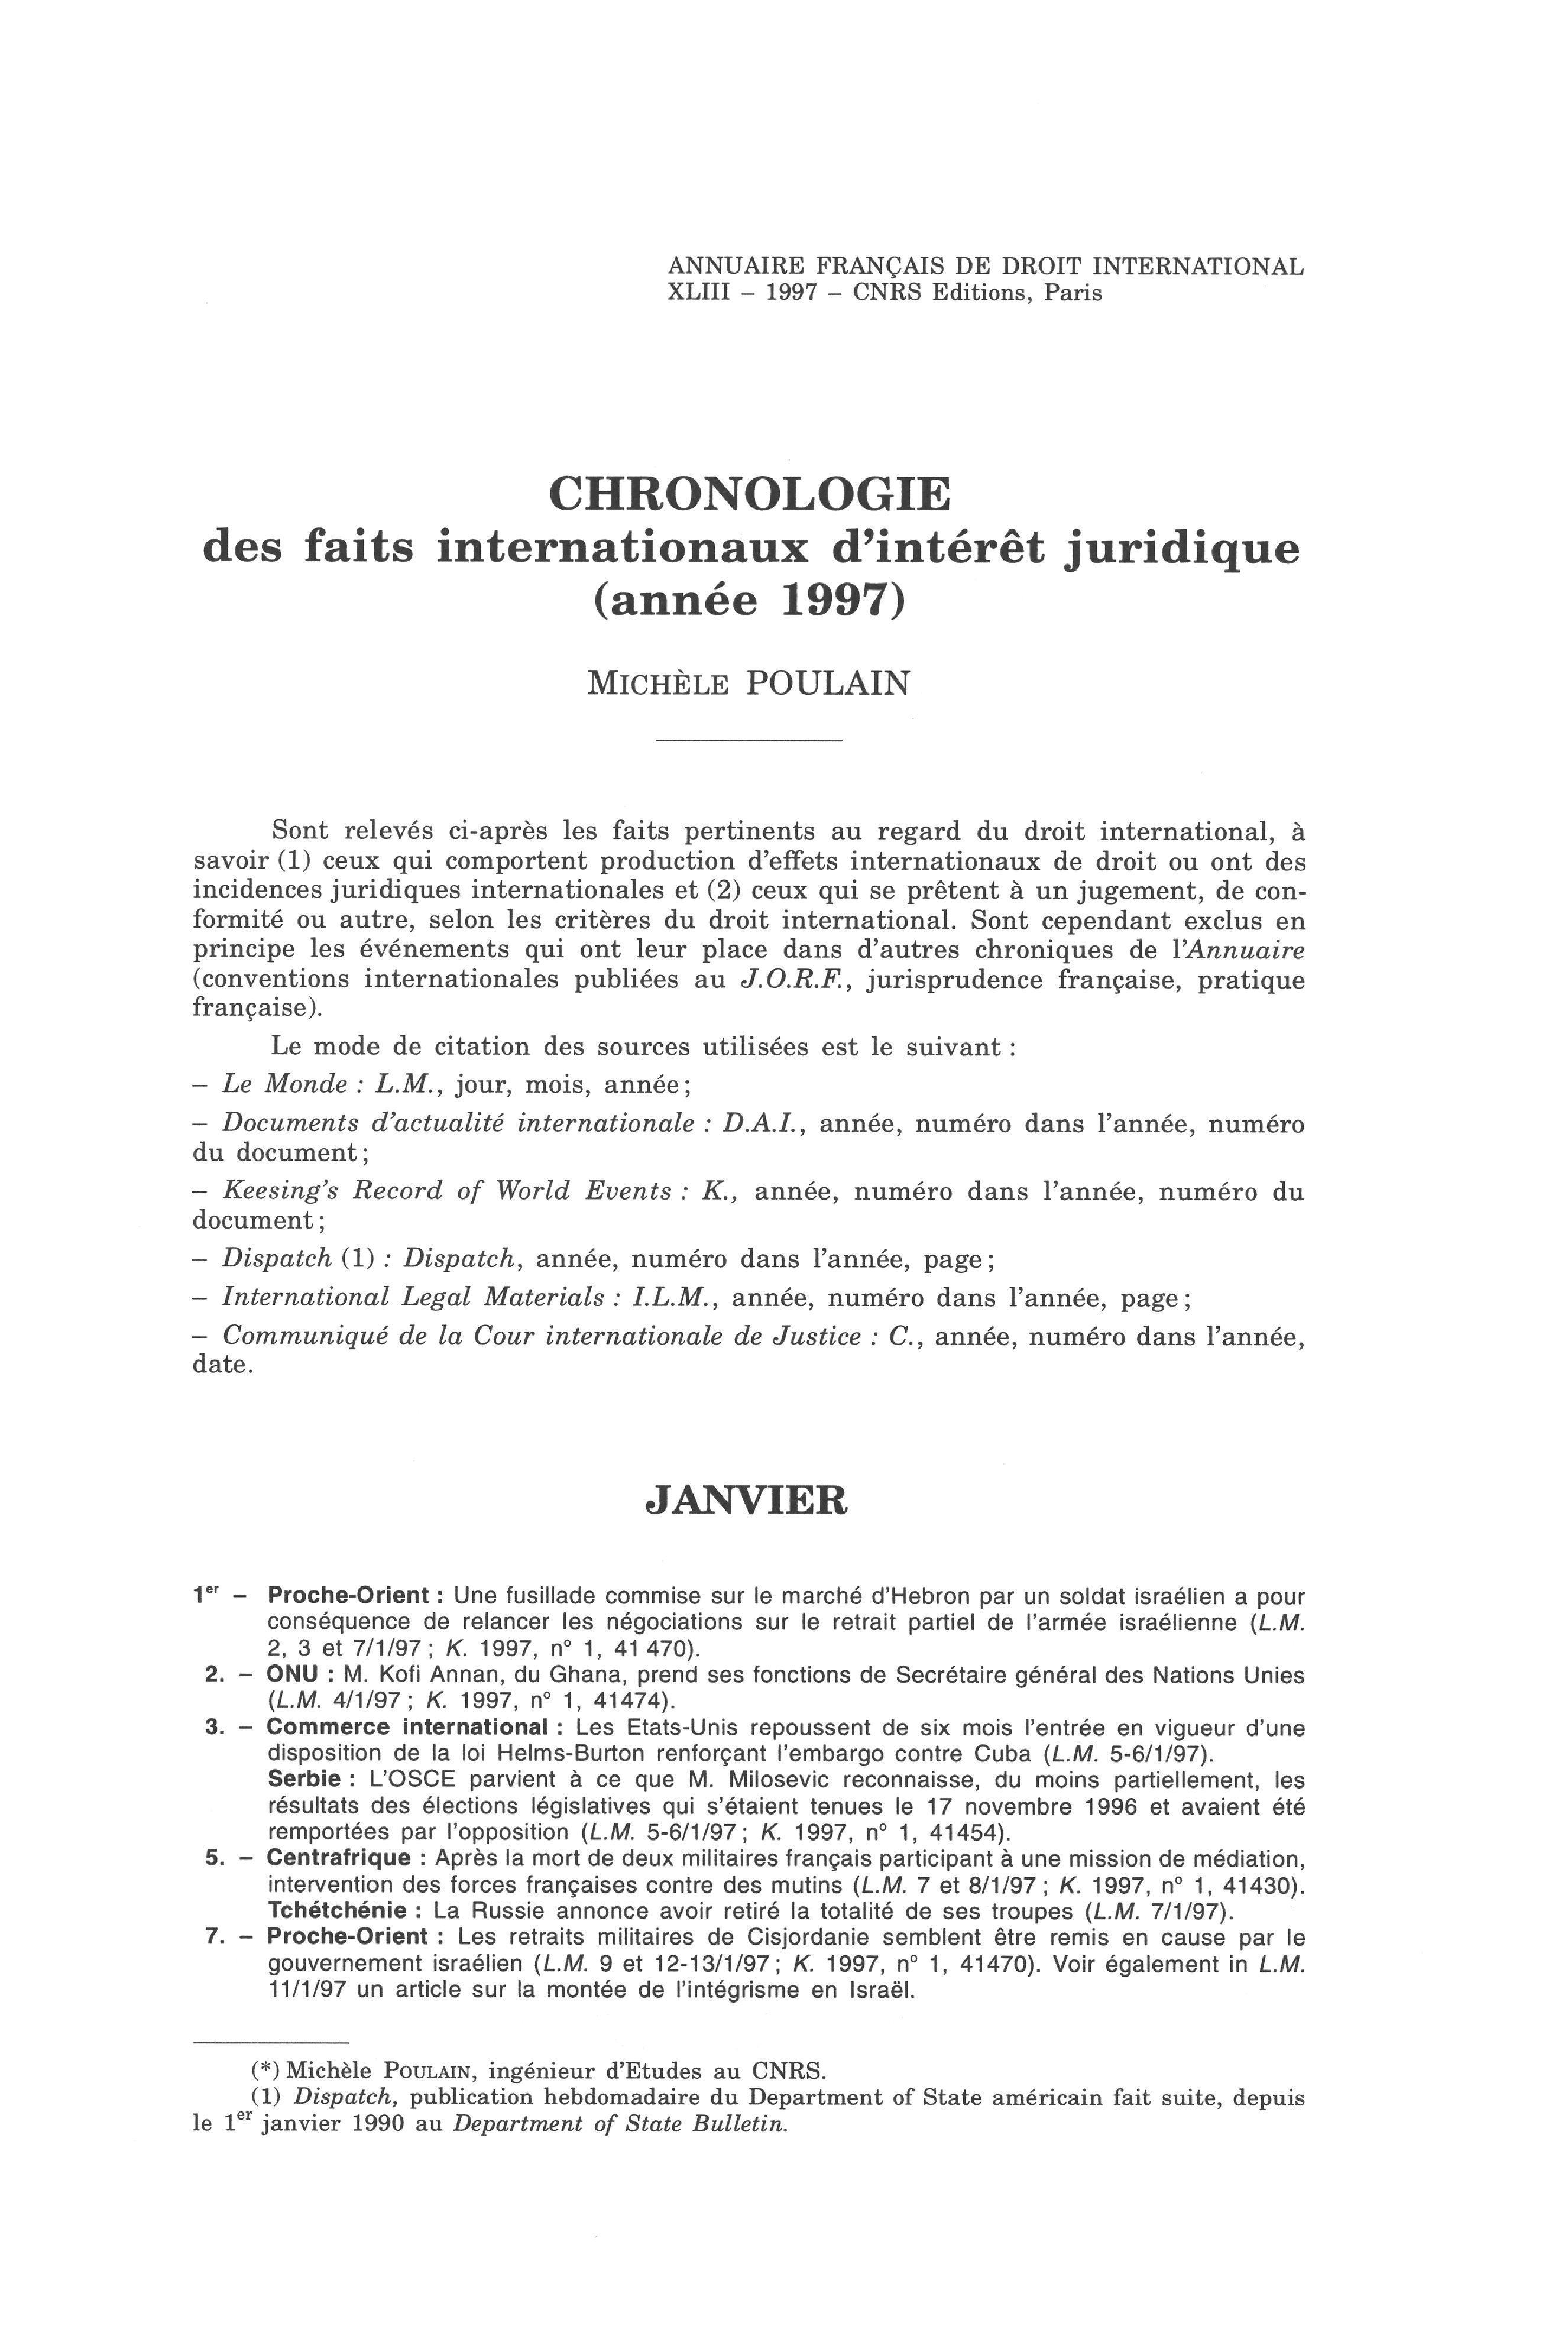 ANNUAIRE FRANÇAIS DE DROIT INTERNATIONAL
XLIII – 1997 – CNRS Editions, Paris
CHRONOLOGIE
des faits internationaux d'intérêt juridique
(année 1997)
MICHÈLE POULAIN
Sont relevés ci-après les faits pertinents au regard du droit international, à
savoir (1) ceux qui comportent production d'effets internationaux de droit ou ont des
incidences juridiques internationales et (2) ceux qui se prêtent à un jugement, de con-
formité ou autre, selon les critères du droit international. Sont cependant exclus en
principe les événements qui ont leur place dans d'autres chroniques de l'Annuaire
(conventions internationales publiées au J.O.R.F., jurisprudence française, pratique
française).
Le mode de citation des sources utilisées est le suivant :
– Le Monde : L.M., jour, mois, année;
– Documents d'actualité internationale : D.A.I., année, numéro dans l'année, numéro
du document;
– Keesing's Record of World Events : K., année, numéro dans l'année, numéro du
document;
– Dispatch (1) : Dispatch, année, numéro dans l'année, page;
– International Legal Materials : I.L.M., année, numéro dans l'année, page;
– Communiqué de la Cour internationale de Justice : C., année, numéro dans l'année,
date.
JANVIER
1er – Proche-Orient : Une fusillade commise sur le marché d'Hebron par un soldat israélien a pour
conséquence de relancer les négociations sur le retrait partiel de l'armée israélienne (L.M.
2, 3 et 7/1/97 ; K. 1997, n° 1, 41 470).
2. – ONU : M. Kofi Annan, du Ghana, prend ses fonctions de Secrétaire général des Nations Unies
(L.M. 4/1/97 ; K. 1997, n° 1, 41474).
3. – Commerce international : Les Etats-Unis repoussent de six mois l'entrée en vigueur d'une
disposition de la loi Helms-Burton renforçant l'embargo contre Cuba (L.M. 5-6/1/97).
Serbie : L'OSCE parvient à ce que M. Milosevic reconnaisse, du moins partiellement, les
résultats des élections législatives qui s'étaient tenues le 17 novembre 1996 et avaient été
remportées par l'opposition (L.M. 5-6/1/97 ; K. 1997, n° 1, 41454).
5. – Centrafrique : Après la mort de deux militaires français participant à une mission de médiation,
intervention des forces françaises contre des mutins (L.M. 7 et 8/1/97 ; K. 1997, n° 1, 41430).
Tchétchénie : La Russie annonce avoir retiré la totalité de ses troupes (L.M. 7/1/97).
7. – Proche-Orient : Les retraits militaires de Cisjordanie semblent être remis en cause par le
gouvernement israélien (L.M. 9 et 12-13/1/97 ; K. 1997, n° 1, 41470). Voir également in L.M.
11/1/97 un article sur la montée de l'intégrisme en Israël.
(*) Michèle POULAIN, ingénieur d'Etudes au CNRS.
(1) Dispatch, publication hebdomadaire du Department of State américain fait suite, depuis
le 1er janvier 1990 au Department of State Bulletin.